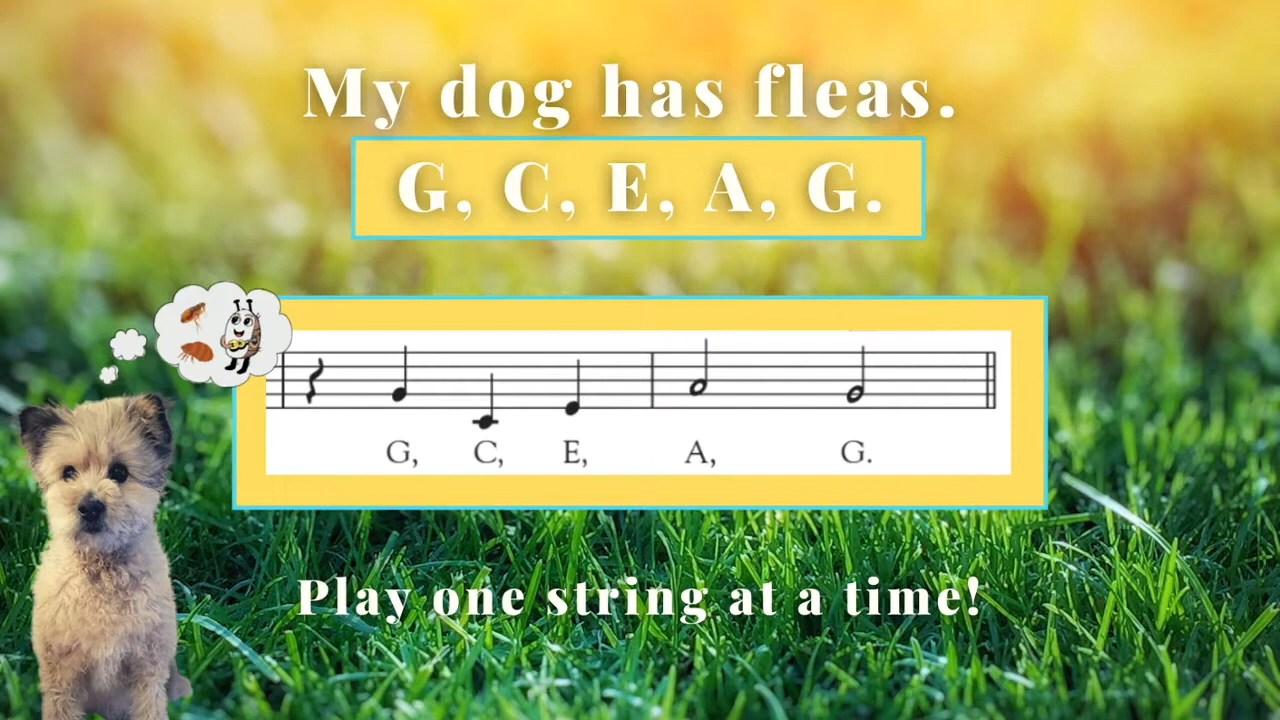 My dog has fleas.
G, C, E, A, G.
G, C, E, A, G.
Play one string at a time!